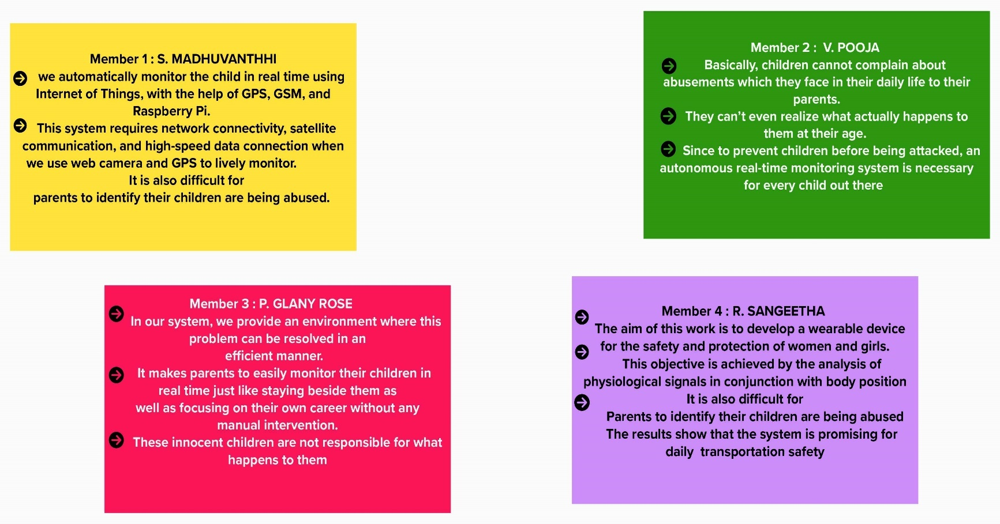 Member 1 : S. MADHUVANTHHI
we automatically monitor the child in real time using
Internet of Things, with the help of GPS, GSM, and
Raspberry Pi.
This system requires network connectivity, satellite
communication, and high-speed data connection when
we use web camera and GPS to lively monitor.
It is also difficult for
parents to identify their children are being abused.
Member 2 : V. POOJA
Basically, children cannot complain about
abusements which they face in their daily life to their
parents.
They can’t even realize what actually happens to
them at their age.
Since to prevent children before being attacked, an
autonomous real-time monitoring system is necessary
for every child out there
Member 3 : P. GLANY ROSE
In our system, we provide an environment where this
problem can be resolved in an
efficient manner.
It makes parents to easily monitor their children in
real time just like staying beside them as
well as focusing on their own career without any
manual intervention.
These innocent children are not responsible for what
happens to them
Member 4 : R. SANGEETHA
The aim of this work is to develop a wearable device
for the safety and protection of women and girls.
This objective is achieved by the analysis of
physiological signals in conjunction with body position
It is also difficult for
Parents to identify their children are being abused
The results show that the system is promising for
daily transportation safety